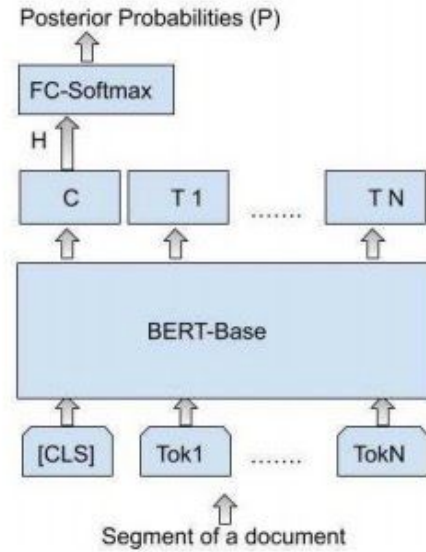 Posterior Probabilities (P)
FC-Softmax
H
C T 1 ....... T N
BERT-Base
[CLS] Tok1 ....... TokN
Segment of a document